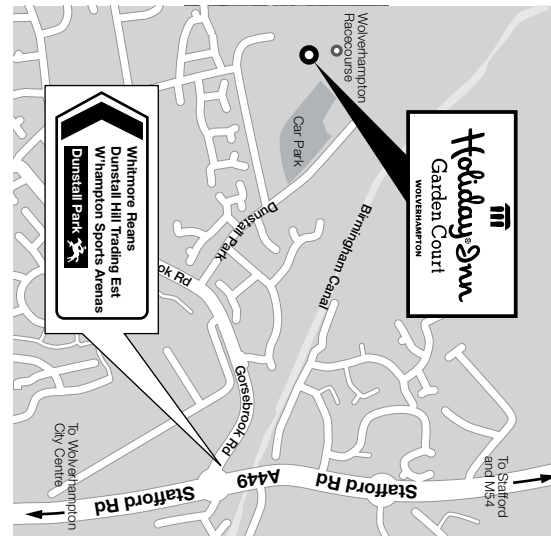 Wolverhampton
Racecourse
Car Park
Holiday Inn®
Garden Court
WOLVERHAMPTON
Dunstall Park
Birmingham Canal
Whitmore Reans
Dunstall Hill Trading Est
W'hampton Sports Arenas
Dunstall Park
ok Rd
Gorsebrook Rd
To Stafford
and M54
Stafford Rd
A449
Stafford Rd
To Wolverhampton
City Centre